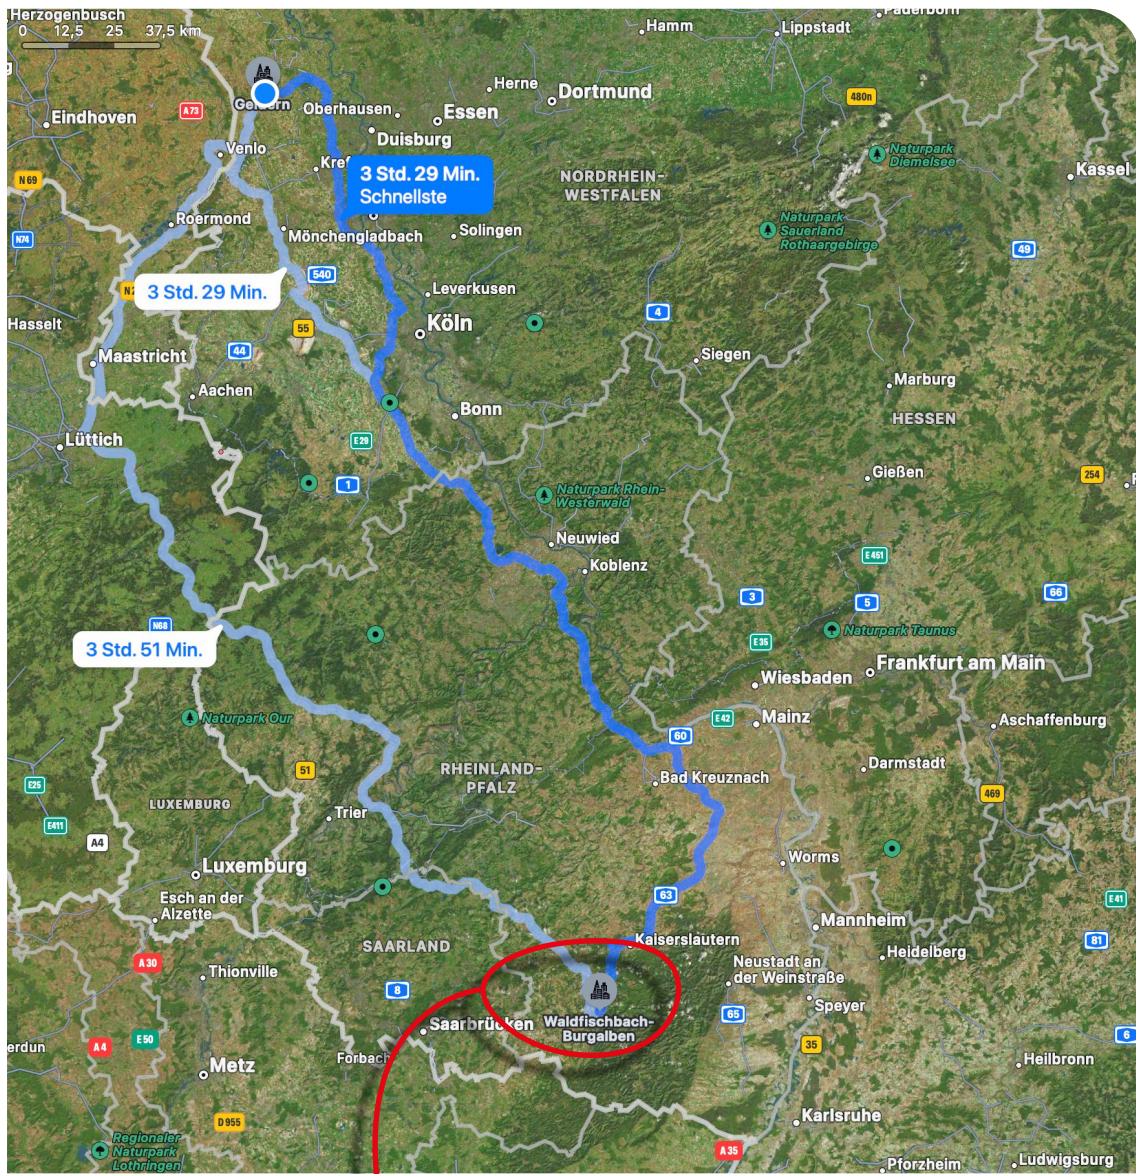 Herzogenbusch
0 12,5 25 37,5 km
Hamm
Lippstadt
Paderborn
Herne
Dortmund
480n
Geldern
Oberhausen
Essen
Eindhoven
A73
Duisburg
Venlo
Naturpark
Diemelsee
Kassel
N69
3 Std. 29 Min.
Schnellste
NORDRHEIN-
WESTFALEN
Roermond
Mönchengladbach
Solingen
Naturpark
Sauerland
Rothaargebirge
N74
49
540
3 Std. 29 Min.
Leverkusen
4
Hasselt
55
Köln
44
Maastricht
Siegen
Aachen
Marburg
Bonn
HESSEN
Lüttich
E29
1
Gießen
254
Naturpark Rhein-
Westerwald
Neuwied
Koblenz
E451
3
5
66
N68
3 Std. 51 Min.
E35
Naturpark Taunus
Frankfurt am Main
Wiesbaden
Naturpark Our
E42
Mainz
Aschaffenburg
60
51
RHEINLAND-
PFALZ
Bad Kreuznach
Darmstadt
E25
469
LUXEMBURG
Trier
E411
A4
Luxemburg
Worms
63
Esch an der
Alzette
E41
Mannheim
SAARLAND
Kaiserslautern
81
A30
Thionville
Heidelberg
Neustadt an
der Weinstraße
8
Speyer
65
Waldfischbach-
Burgalben
Saarbrücken
6
erdun
A4
E50
35
Forbach
Heilbronn
Metz
D955
Karlsruhe
Regionaler
Naturpark
Lothringen
A35
Pforzheim
Ludwigsburg